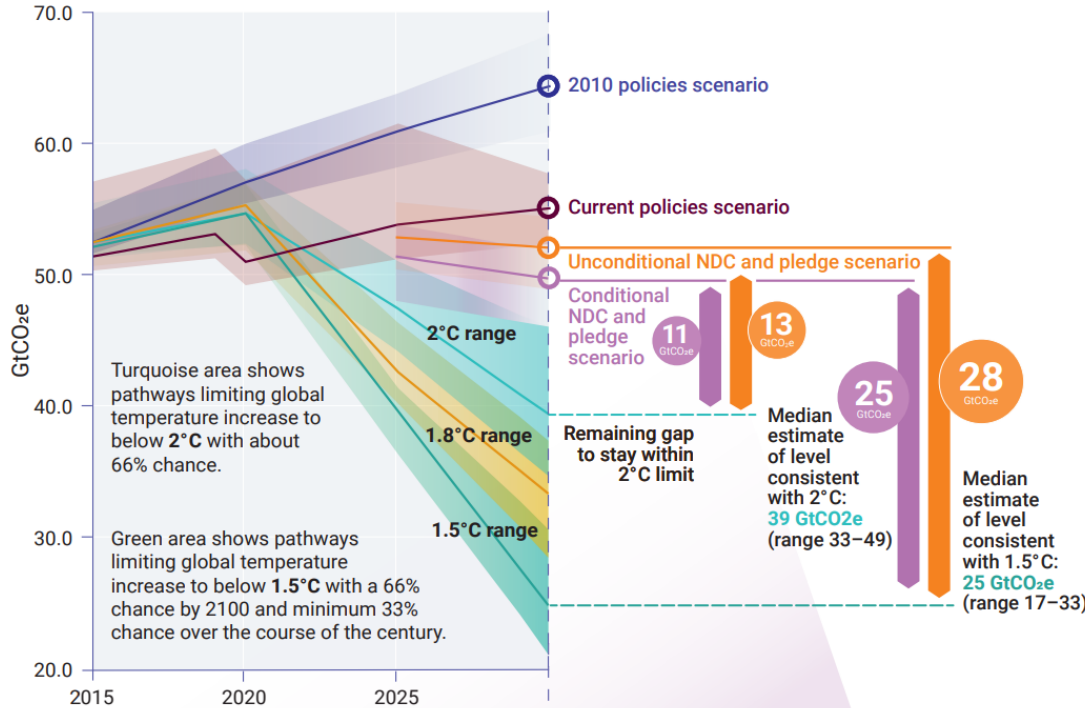 70.0
60.0
50.0
40.0
30.0
20.0
GtCO₂e
2015
2020
2025
2010 policies scenario
Current policies scenario
Unconditional NDC and pledge scenario
Conditional
NDC and
pledge
scenario
2°C range
1.8°C range
1.5°C range
Turquoise area shows
pathways limiting global
temperature increase to
below 2°C with about
66% chance.
Green area shows pathways
limiting global temperature
increase to below 1.5°C with a 66%
chance by 2100 and minimum 33%
chance over the course of the century.
11
GtCO₂e
13
GtCO₂e
25
GtCO₂e
28
GtCO₂e
Remaining gap
to stay within
2°C limit
Median
estimate
of level
consistent
with 2°C:
39 GtCO2e
(range 33–49)
Median
estimate
of level
consistent
with 1.5°C:
25 GtCO₂e
(range 17–33)